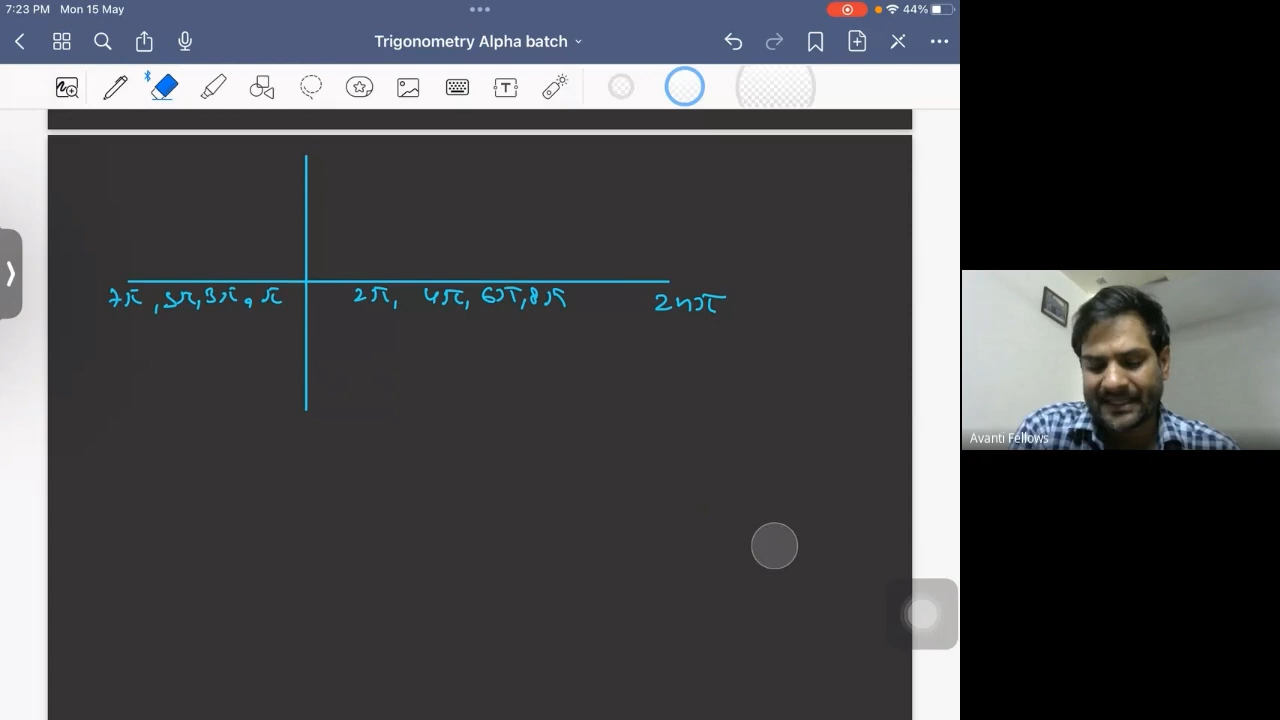 7:23 PM Mon 15 May
44%
Trigonometry Alpha batch
T
7π, 5π, 3π, π 2π, 4π, 6π, 8π 2nπ
Avanti Fellows